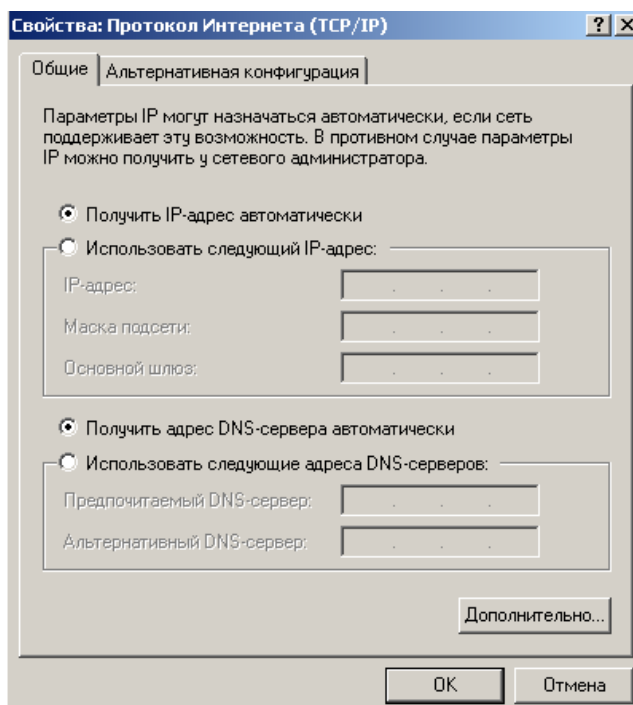 Свойства: Протокол Интернета (TCP/IP)
Общие
Альтернативная конфигурация
Параметры IP могут назначаться автоматически, если сеть
поддерживает эту возможность. В противном случае параметры
IP можно получить у сетевого администратора.
Получить IP-адрес автоматически
Использовать следующий IP-адрес:
IP-адрес:
Маска подсети:
Основной шлюз:
Получить адрес DNS-сервера автоматически
Использовать следующие адреса DNS-серверов:
Предпочитаемый DNS-сервер:
Альтернативный DNS-сервер:
Дополнительно...
OK
Отмена